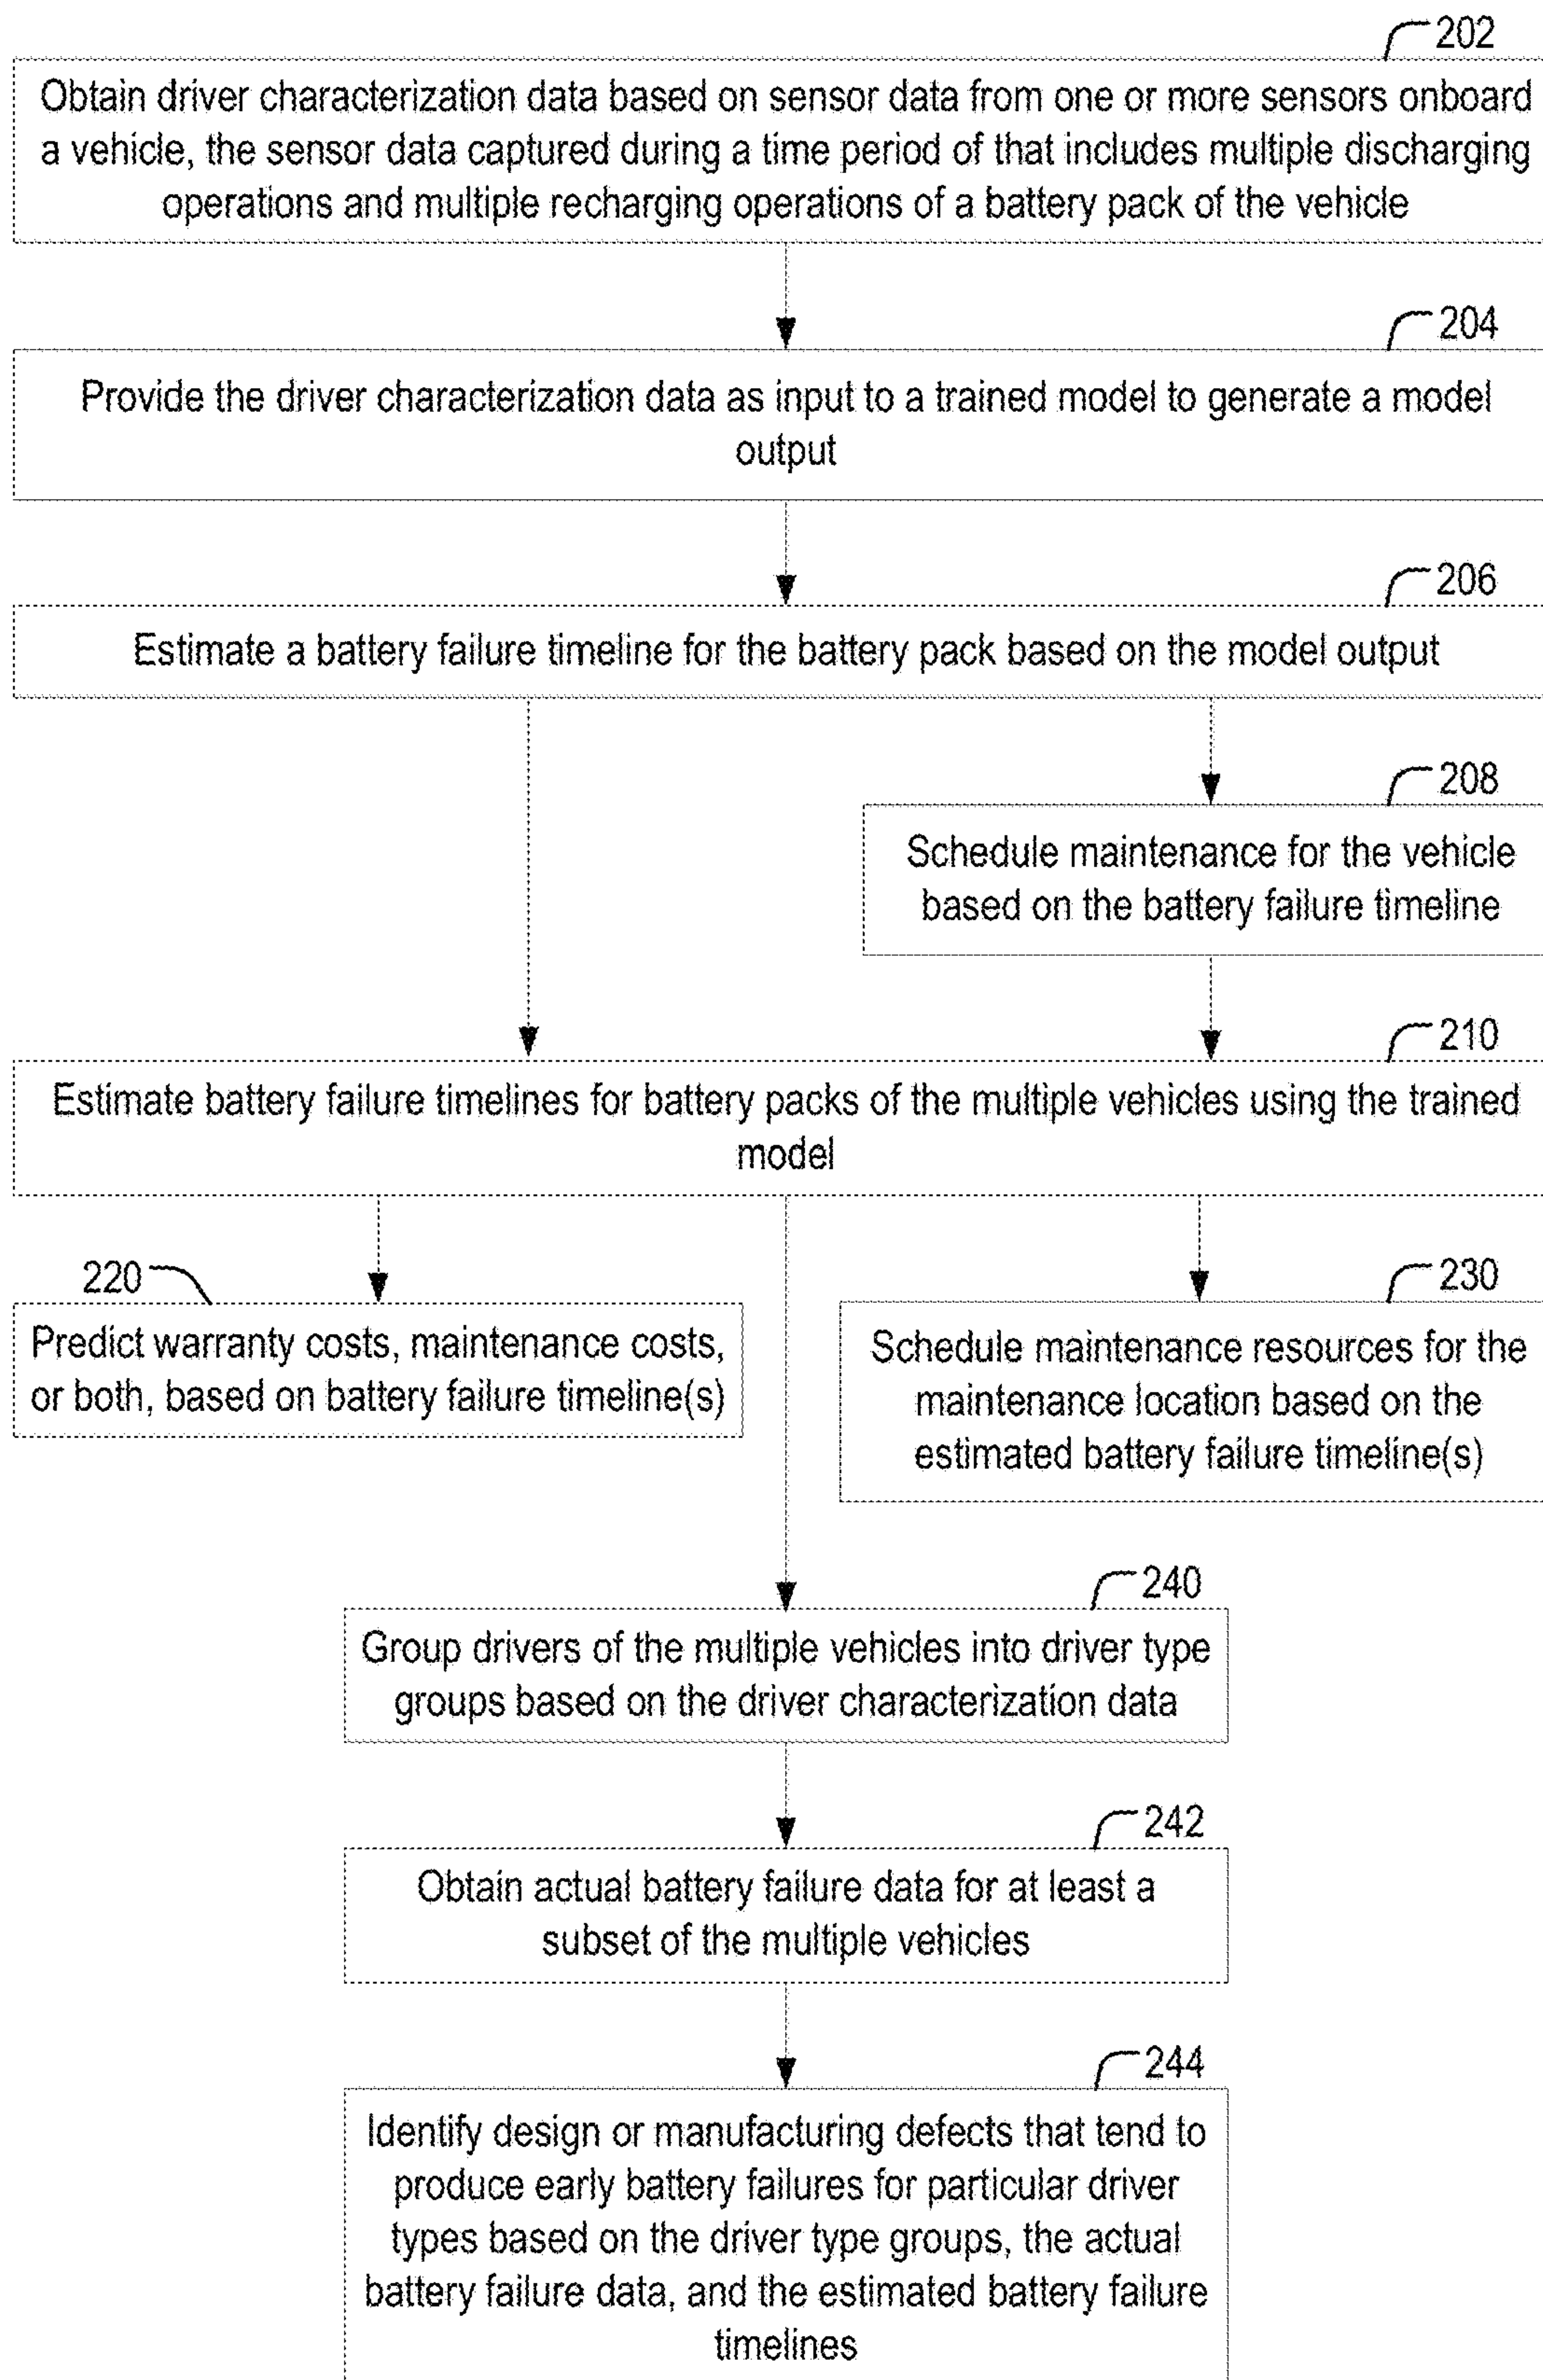 202
Obtain driver characterization data based on sensor data from one or more sensors onboard
a vehicle, the sensor data captured during a time period of that includes multiple discharging
operations and multiple recharging operations of a battery pack of the vehicle
204
Provide the driver characterization data as input to a trained model to generate a model
output
206
Estimate a battery failure timeline for the battery pack based on the model output
208
Schedule maintenance for the vehicle
based on the battery failure timeline
210
Estimate battery failure timelines for battery packs of the multiple vehicles using the trained
model
220
Predict warranty costs, maintenance costs,
or both, based on battery failure timeline(s)
230
Schedule maintenance resources for the
maintenance location based on the
estimated battery failure timeline(s)
240
Group drivers of the multiple vehicles into driver type
groups based on the driver characterization data
242
Obtain actual battery failure data for at least a
subset of the multiple vehicles
244
Identify design or manufacturing defects that tend to
produce early battery failures for particular driver
types based on the driver type groups, the actual
battery failure data, and the estimated battery failure
timelines